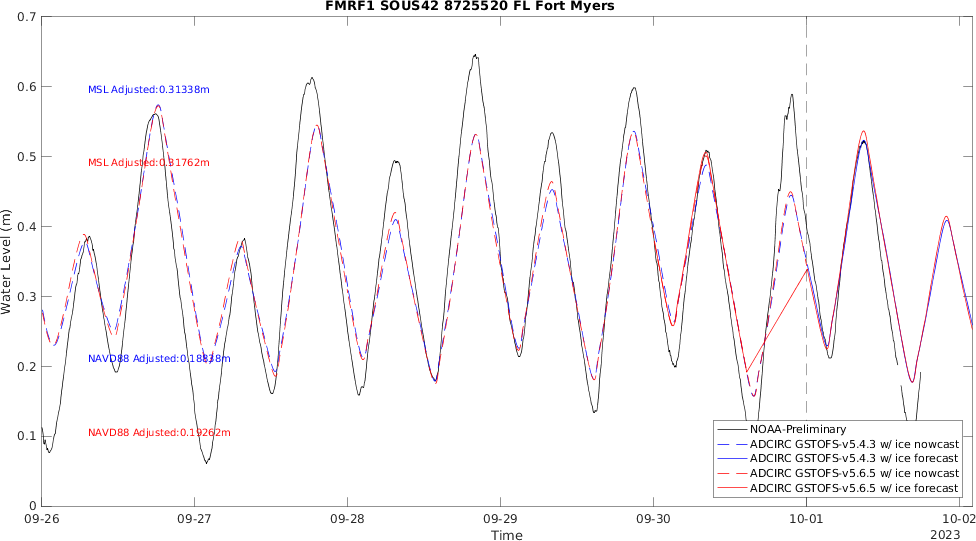 FMRF1 SOUS42 8725520 FL Fort Myers
0.7
0.6
0.5
0.4
0.3
0.2
0.1
0
Water Level (m)
MSL Adjusted:0.31338m
MSL Adjusted:0.31762m
NAVD88 Adjusted:0.18838m
NAVD88 Adjusted:0.19262m
NOAA-Preliminary
ADCIRC GSTOFS-v5.4.3 w/ ice nowcast
ADCIRC GSTOFS-v5.4.3 w/ ice forecast
ADCIRC GSTOFS-v5.6.5 w/ ice nowcast
ADCIRC GSTOFS-v5.6.5 w/ ice forecast
09-26 09-27 09-28 09-29 09-30 10-01 10-02
Time
2023